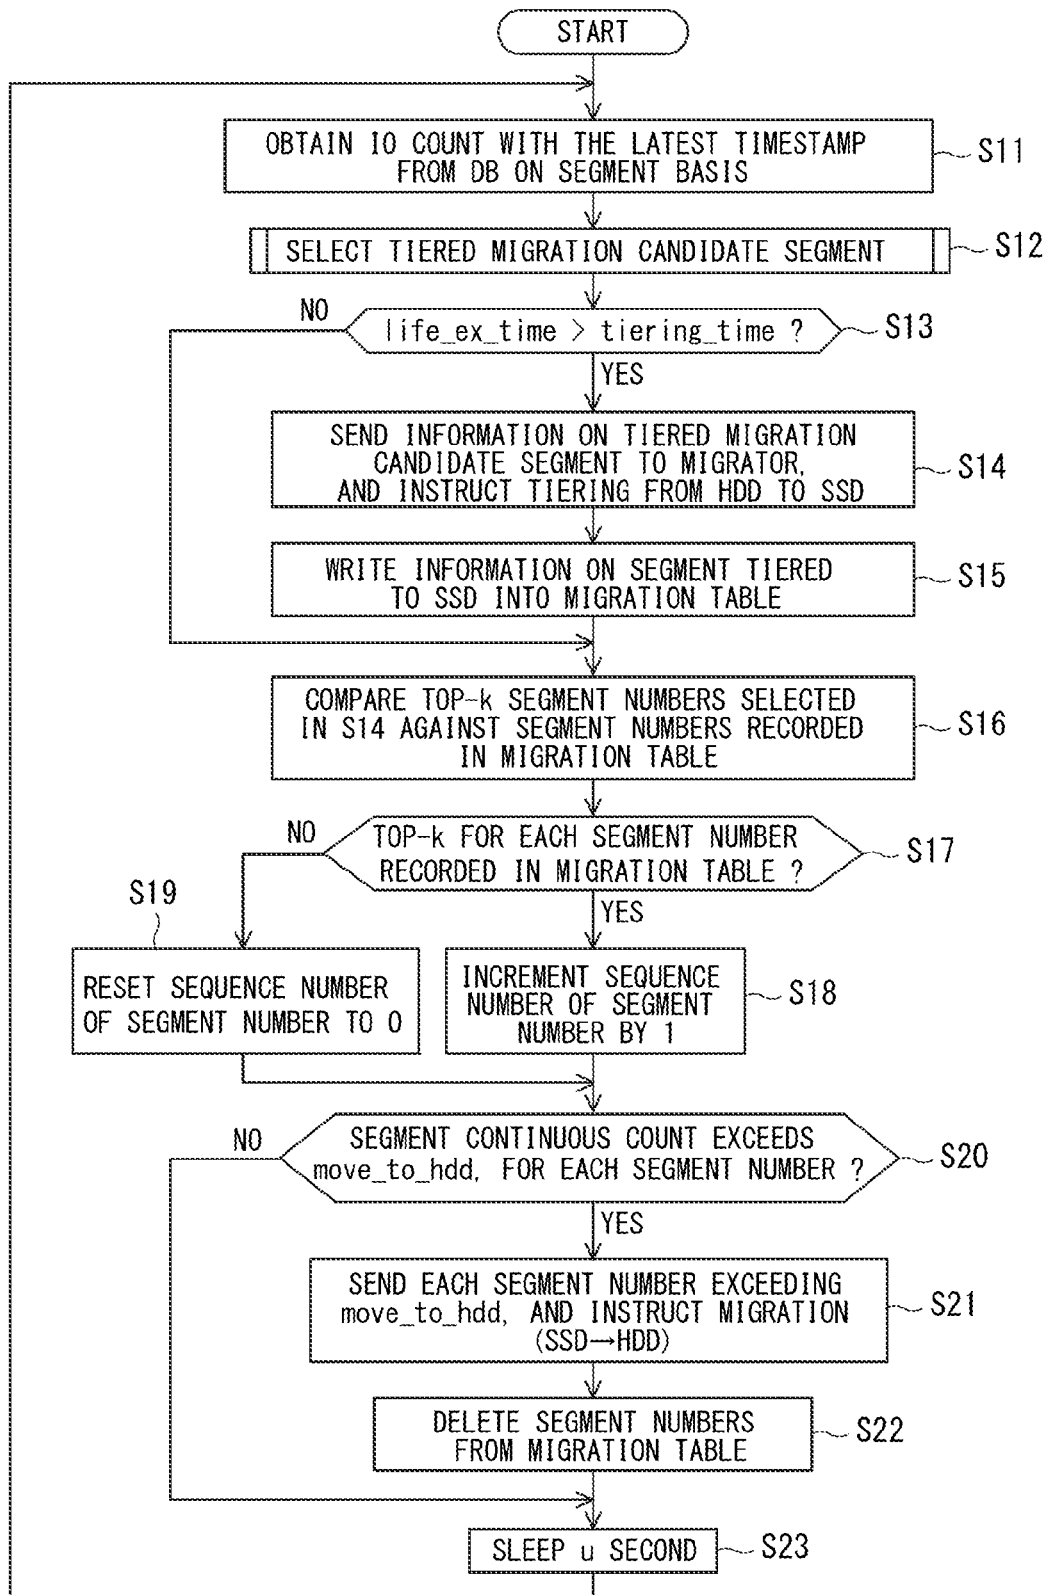 START
OBTAIN IO COUNT WITH THE LATEST TIMESTAMP
FROM DB ON SEGMENT BASIS
S11
SELECT TIERED MIGRATION CANDIDATE SEGMENT
S12
NO
life_ex_time > tiering_time ?
S13
YES
SEND INFORMATION ON TIERED MIGRATION
CANDIDATE SEGMENT TO MIGRATOR,
AND INSTRUCT TIERING FROM HDD TO SSD
S14
WRITE INFORMATION ON SEGMENT TIERED
TO SSD INTO MIGRATION TABLE
S15
COMPARE TOP-k SEGMENT NUMBERS SELECTED
IN S14 AGAINST SEGMENT NUMBERS RECORDED
IN MIGRATION TABLE
S16
NO
TOP-k FOR EACH SEGMENT NUMBER
RECORDED IN MIGRATION TABLE ?
S17
YES
S19
RESET SEQUENCE NUMBER
OF SEGMENT NUMBER TO 0
INCREMENT SEQUENCE
NUMBER OF SEGMENT
NUMBER BY 1
S18
NO
SEGMENT CONTINUOUS COUNT EXCEEDS
move_to_hdd, FOR EACH SEGMENT NUMBER ?
S20
YES
SEND EACH SEGMENT NUMBER EXCEEDING
move_to_hdd, AND INSTRUCT MIGRATION
(SSD→HDD)
S21
DELETE SEGMENT NUMBERS
FROM MIGRATION TABLE
S22
SLEEP u SECOND
S23